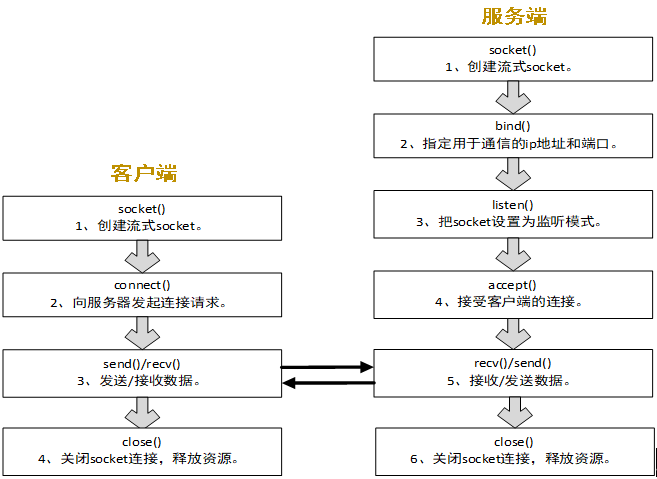 服务端
socket()
1、创建流式socket。
bind()
2、指定用于通信的ip地址和端口。
listen()
3、把socket设置为监听模式。
accept()
4、接受客户端的连接。
recv()/send()
5、接收/发送数据。
close()
6、关闭socket连接，释放资源。
客户端
socket()
1、创建流式socket。
connect()
2、向服务器发起连接请求。
send()/recv()
3、发送/接收数据。
close()
4、关闭socket连接，释放资源。